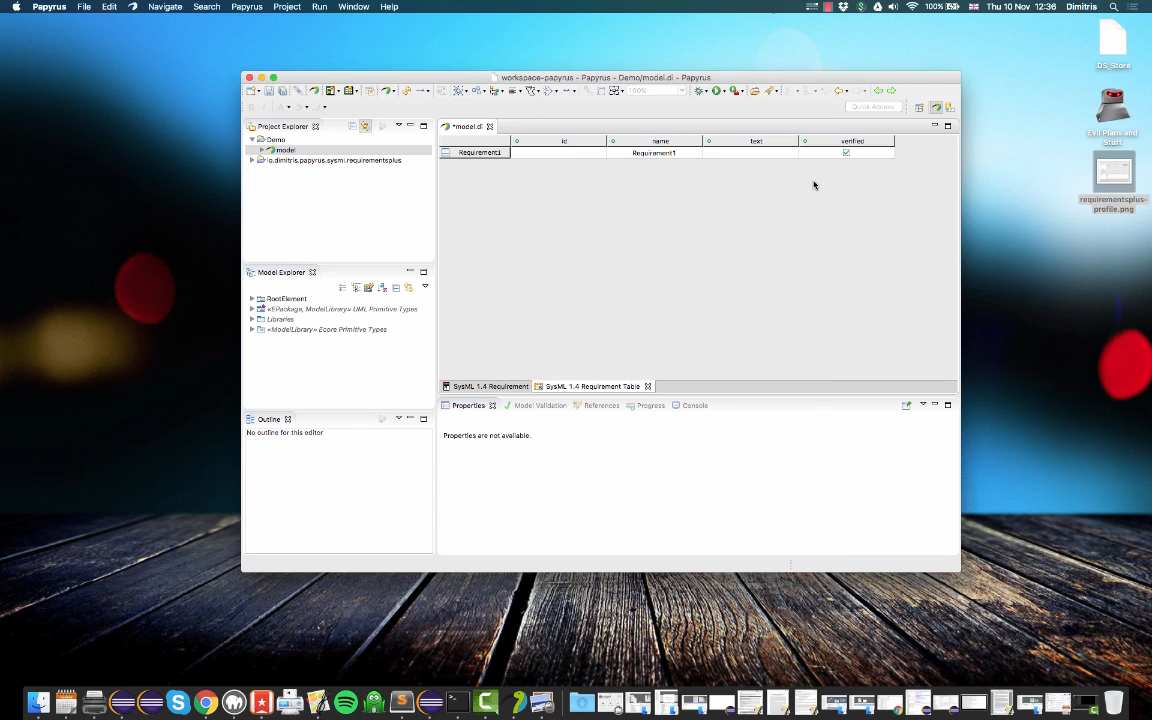 Papyrus File Edit Navigate Search Papyrus Project Run Window Help
100% Thu 10 Nov 12:36 Dimitris
workspace-papyrus - Papyrus - Demo/model.di - Papyrus
100%
Quick Access
Project Explorer
Demo
model
io.dimitris.papyrus.sysml.requirementsplus
*model.di
id name text verified
Requirement1 Requirement1
Model Explorer
RootElement
«EPackage, ModelLibrary» UML Primitive Types
Libraries
«ModelLibrary» Ecore Primitive Types
SysML 1.4 Requirement SysML 1.4 Requirement Table
Outline
No outline for this editor
Properties Model Validation References Progress Console
Properties are not available.
.DS_Store
Evil Plans and
Stuff
requirementsplus-
profile.png